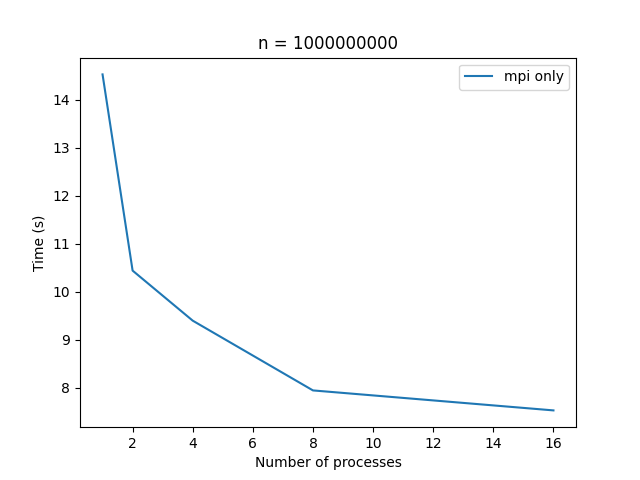 n = 1000000000
mpi only
Time (s)
14
13
12
11
10
9
8
2 4 6 8 10 12 14 16
Number of processes